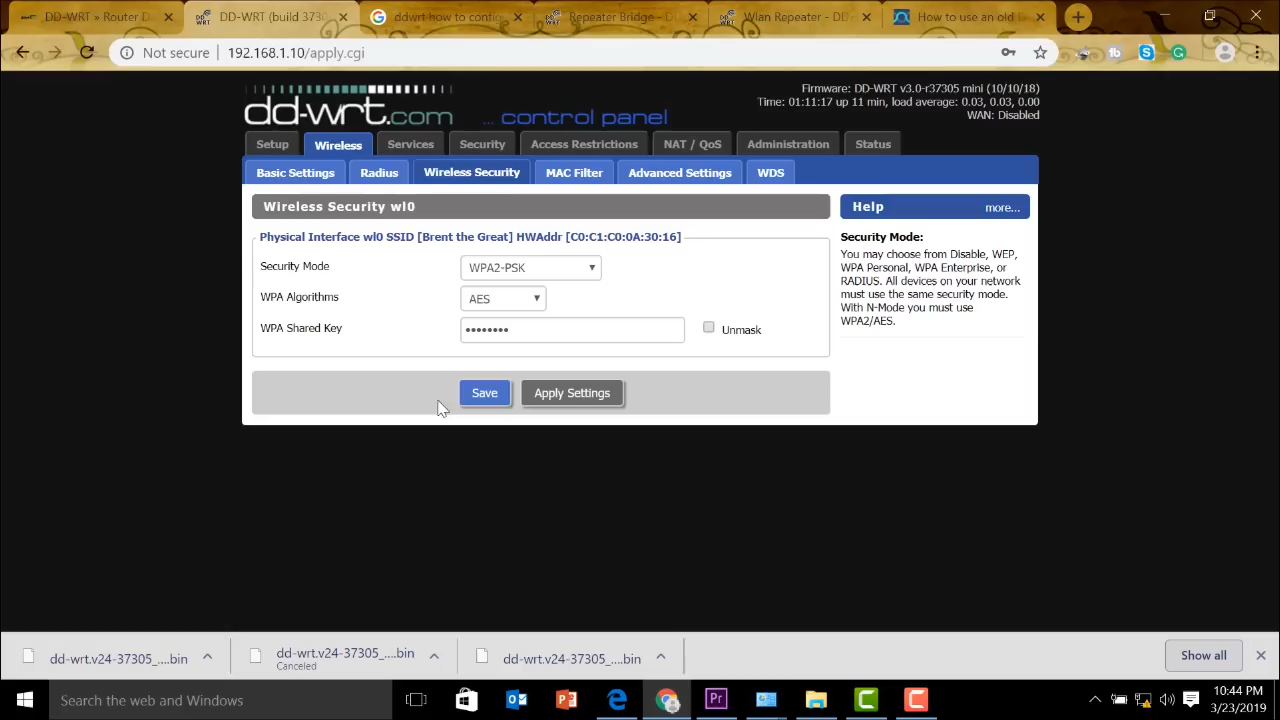 DD-WRT » Router D
DD-WRT (build 3730
ddwrt how to config
Repeater Bridge - D
Wlan Repeater - DD
How to use an old
Not secure
192.168.1.10/apply.cgi
Firmware: DD-WRT v3.0-r37305 mini (10/10/18)
Time: 01:11:17 up 11 min, load average: 0.03, 0.03, 0.00
WAN: Disabled
dd-wrt.com ... control panel
Setup Wireless Services Security Access Restrictions NAT / QoS Administration Status
Basic Settings Radius Wireless Security MAC Filter Advanced Settings WDS
Wireless Security wl0
Physical Interface wl0 SSID [Brent the Great] HWAddr [C0:C1:C0:0A:30:16]
Security Mode WPA2-PSK
WPA Algorithms AES
WPA Shared Key •••••••• Unmask
Save Apply Settings
Help more...
Security Mode:
You may choose from Disable, WEP,
WPA Personal, WPA Enterprise, or
RADIUS. All devices on your network
must use the same security mode.
With N-Mode you must use
WPA2/AES.
dd-wrt.v24-37305_....bin
dd-wrt.v24-37305_....bin
Canceled
dd-wrt.v24-37305_....bin
Show all
Search the web and Windows
10:44 PM
3/23/2019